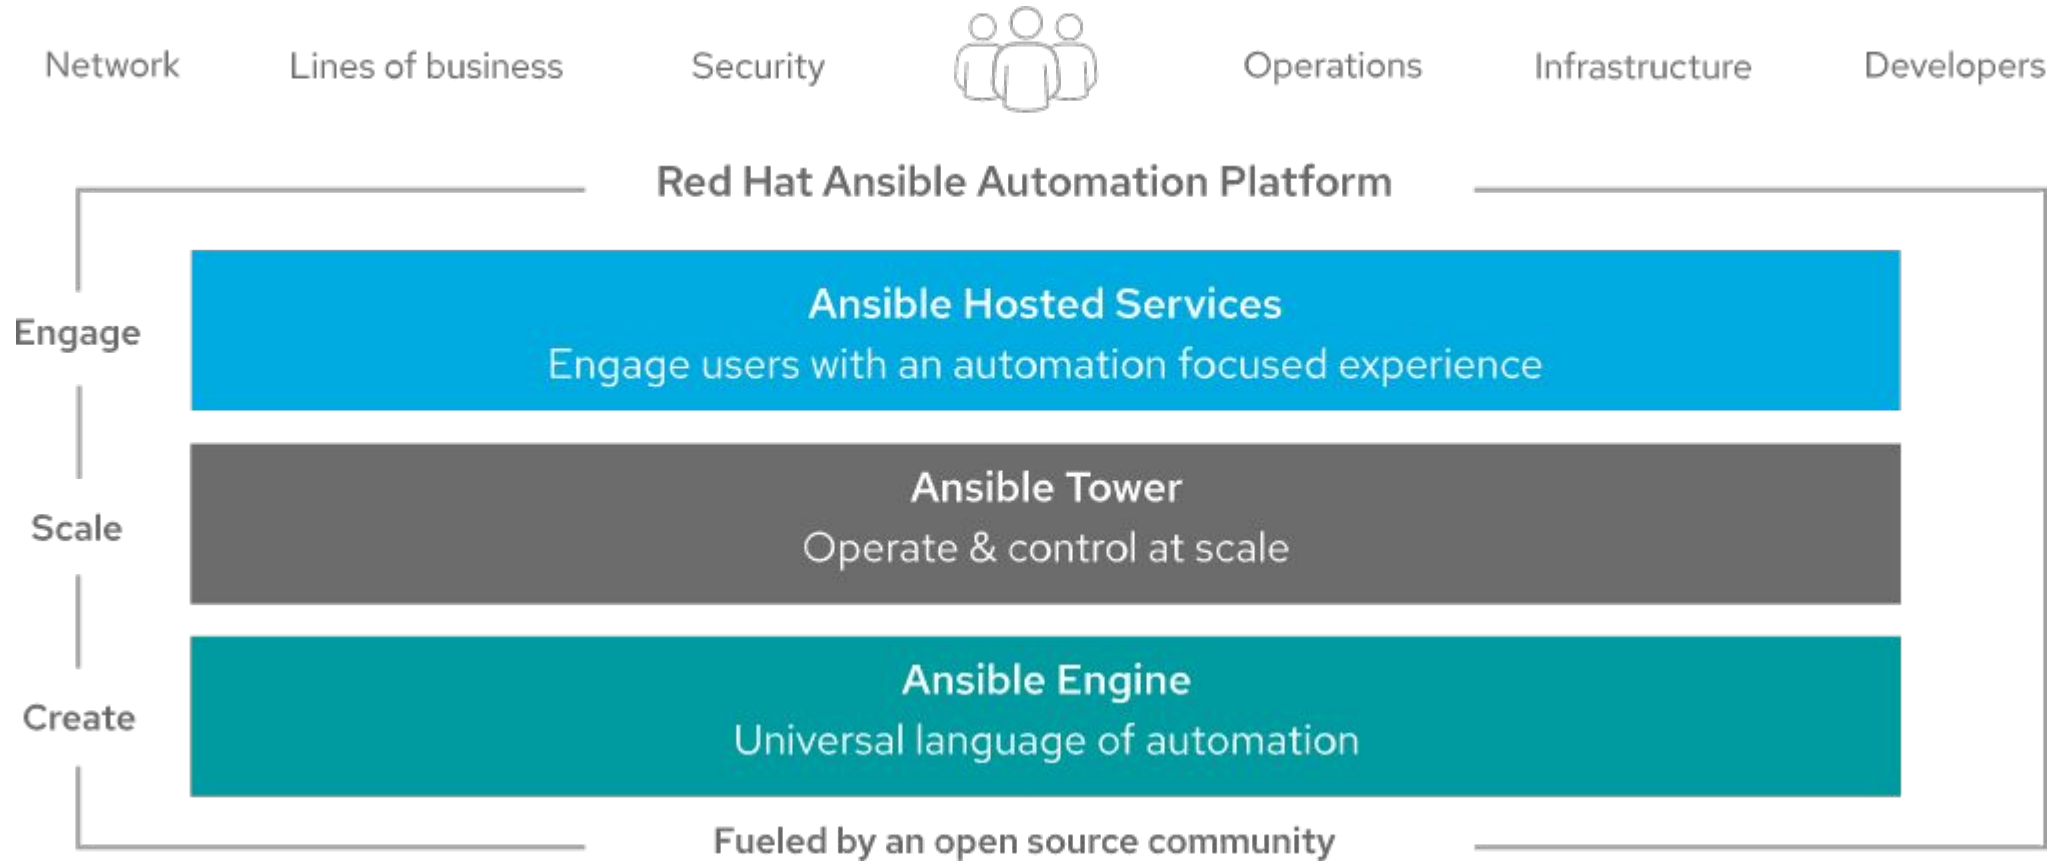 Network Lines of business Security Operations Infrastructure Developers
Red Hat Ansible Automation Platform
Engage
Ansible Hosted Services
Engage users with an automation focused experience
Scale
Ansible Tower
Operate & control at scale
Create
Ansible Engine
Universal language of automation
Fueled by an open source community